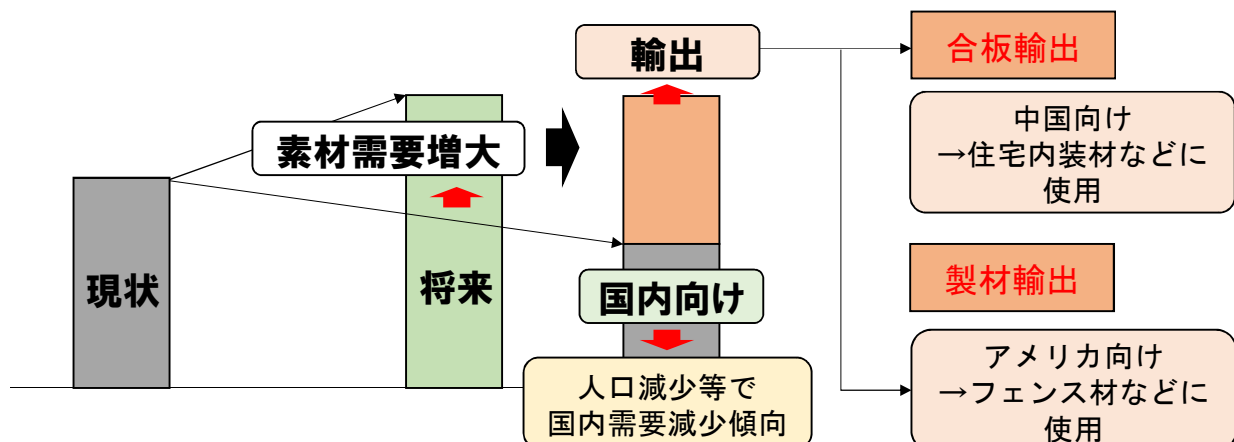 輸出
素材需要増大
現状
将来
国内向け
人口減少等で
国内需要減少傾向
合板輸出
中国向け
→住宅内装材などに
使用
製材輸出
アメリカ向け
→フェンス材などに
使用